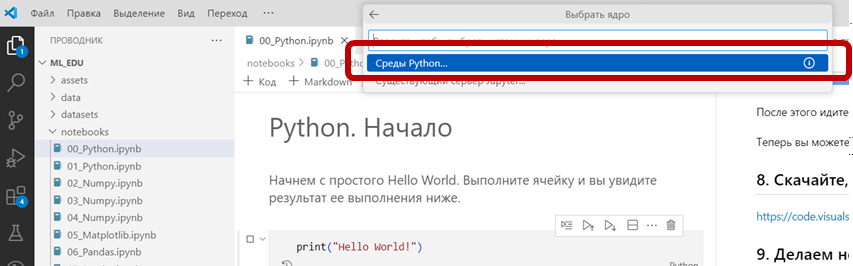 Файл Правка Выделение Вид Переход ...
Выбрать ядро
ПРОВОДНИК
00_Python.ipynb
ML_EDU
notebooks > 00_Pytho
Среды Python...
assets
+ Код + Markdown
Существующий сервер Jupyter...
data
datasets
notebooks
00_Python.ipynb
01_Python.ipynb
02_Numpy.ipynb
03_Numpy.ipynb
04_Numpy.ipynb
05_Matplotlib.ipynb
06_Pandas.ipynb
Python. Начало
Начнем с простого Hello World. Выполните ячейку и вы увидите
результат ее выполнения ниже.
print("Hello World!")
Python
После этого идите
Теперь вы можете
8. Скачайте,
https://code.visuals
9. Делаем н
1
4